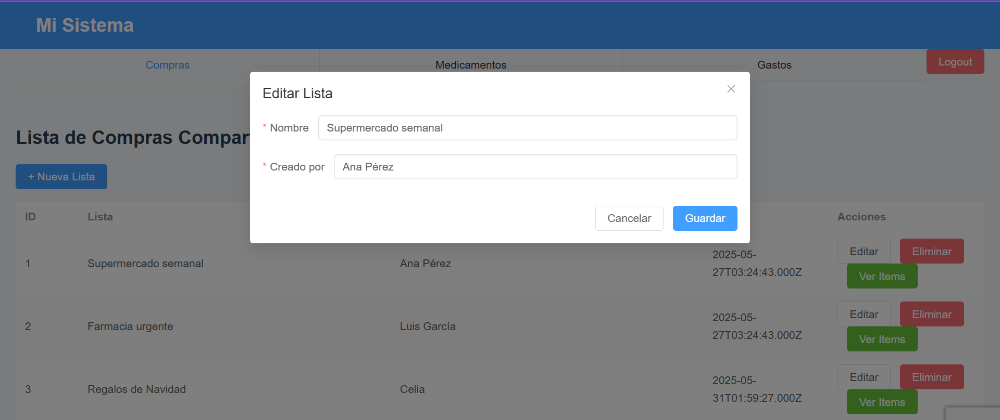 Mi Sistema
Compras
Medicamentos
Gastos
Logout
Editar Lista
* Nombre
Supermercado semanal
* Creado por
Ana Pérez
Cancelar
Guardar
Lista de Compras Compar
+ Nueva Lista
ID
Lista
Acciones
1
Supermercado semanal
Ana Pérez
2025-05-
27T03:24:43.000Z
Editar
Eliminar
Ver Items
2
Farmacia urgente
Luis García
2025-05-
27T03:24:43.000Z
Editar
Eliminar
Ver Items
3
Regalos de Navidad
Celia
2025-05-
31T01:59:27.000Z
Editar
Eliminar
Ver Items